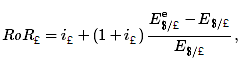 RoR_£ = i_£ + (1 + i_£) \frac{E^e_{$/£} − E_{$/£}}{E_{$/£}} ,